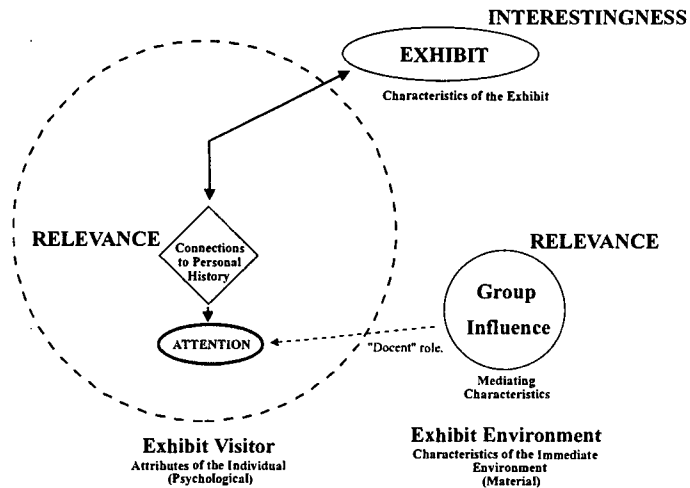 INTERESTINGNESS
EXHIBIT
Characteristics of the Exhibit
RELEVANCE
Connections
to Personal
History
ATTENTION
RELEVANCE
Group
Influence
"Docent" role.
Mediating
Characteristics
Exhibit Visitor
Attributes of the Individual
(Psychological)
Exhibit Environment
Characteristics of the Immediate
Environment
(Material)